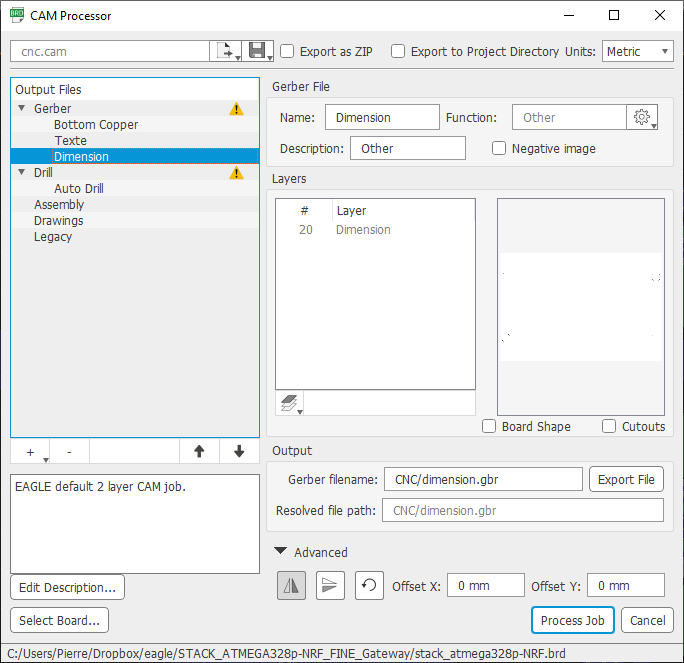 CAM Processor
cnc.cam
Export as ZIP
Export to Project Directory
Units:
Metric
Output Files
Gerber
Bottom Copper
Texte
Dimension
Drill
Auto Drill
Assembly
Drawings
Legacy
+
-
EAGLE default 2 layer CAM job.
Edit Description...
Select Board...
Gerber File
Name:
Dimension
Function:
Other
Description:
Other
Negative image
Layers
# Layer
20 Dimension
Board Shape
Cutouts
Output
Gerber filename:
CNC/dimension.gbr
Export File
Resolved file path:
CNC/dimension.gbr
Advanced
Offset X:
0 mm
Offset Y:
0 mm
Process Job
Cancel
C:/Users/Pierre/Dropbox/eagle/STACK_ATMEGA328p-NRF_FINE_Gateway/stack_atmega328p-NRF.brd